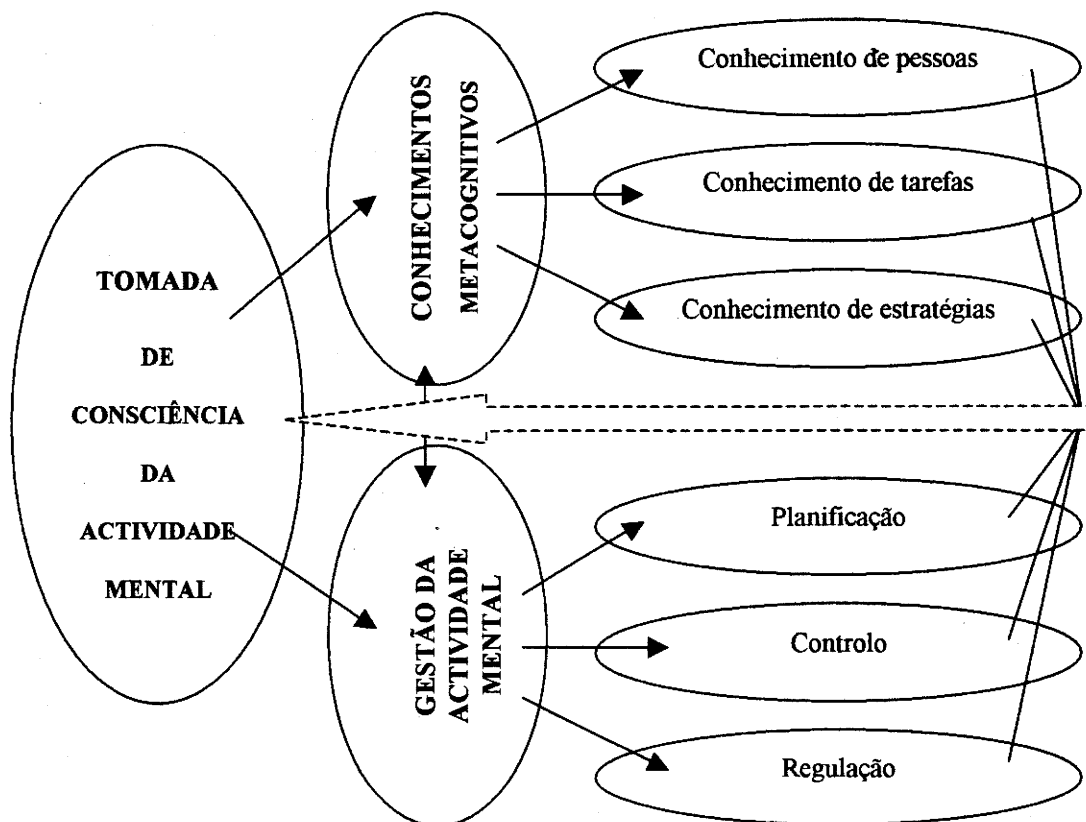 TOMADA
DE
CONSCIÊNCIA
DA
ACTIVIDADE
MENTAL
CONHECIMENTOS
METACOGNITIVOS
Conhecimento de pessoas
Conhecimento de tarefas
Conhecimento de estratégias
GESTÃO DA
ACTIVIDADE
MENTAL
Planificação
Controlo
Regulação